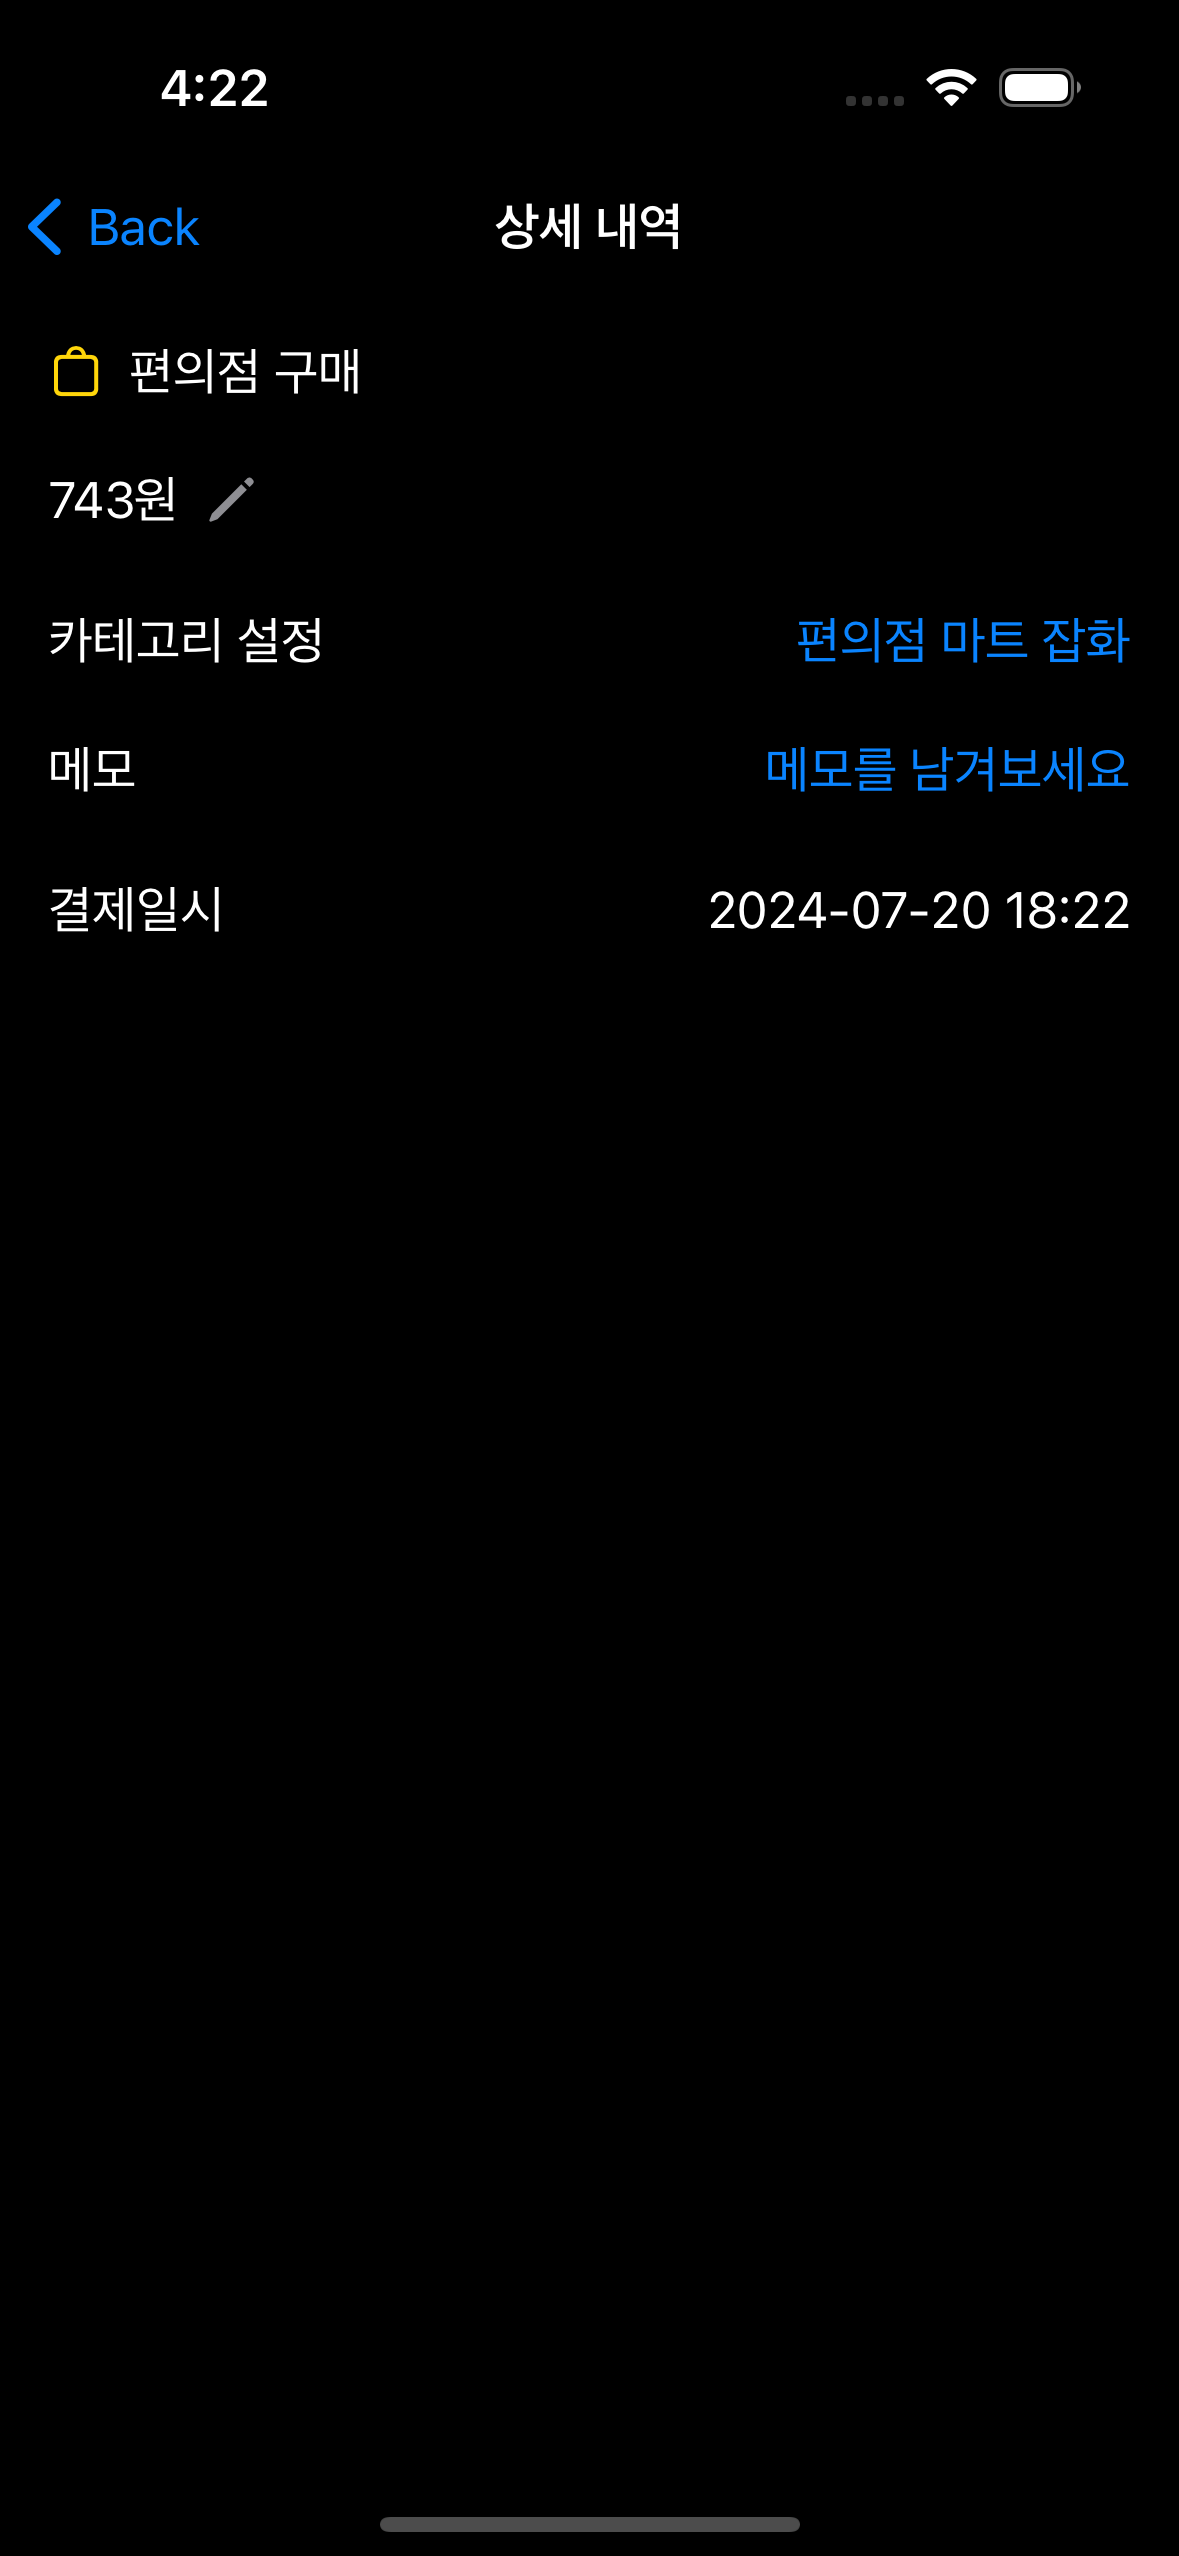 4:22
Back
상세 내역
편의점 구매
743원
카테고리 설정
편의점 마트 잡화
메모
메모를 남겨보세요
결제일시
2024-07-20 18:22